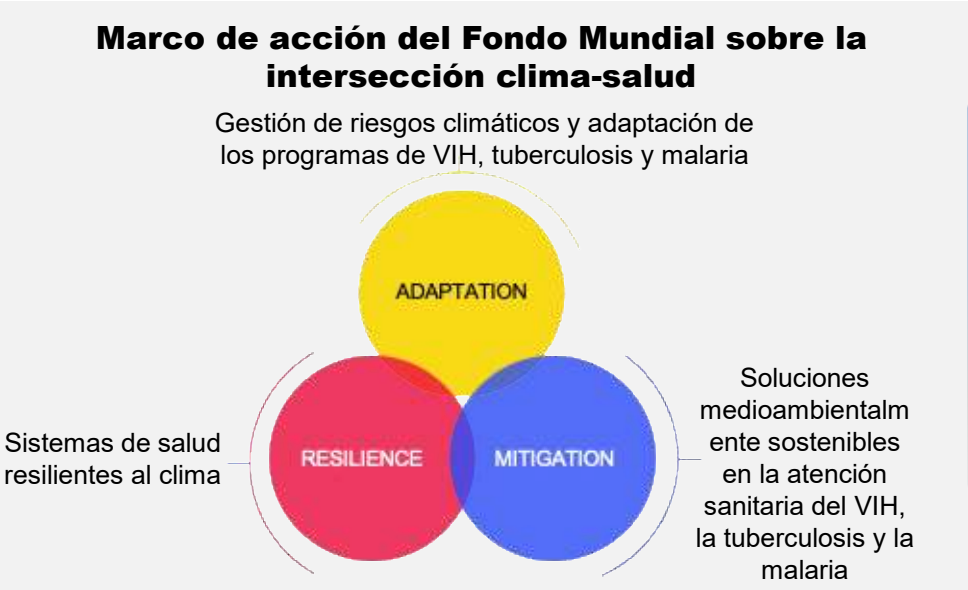 Marco de acción del Fondo Mundial sobre la
intersección clima-salud
Gestión de riesgos climáticos y adaptación de
los programas de VIH, tuberculosis y malaria
ADAPTATION
Sistemas de salud
resilientes al clima
RESILIENCE
MITIGATION
Soluciones
medioambientalm
ente sostenibles
en la atención
sanitaria del VIH,
la tuberculosis y la
malaria